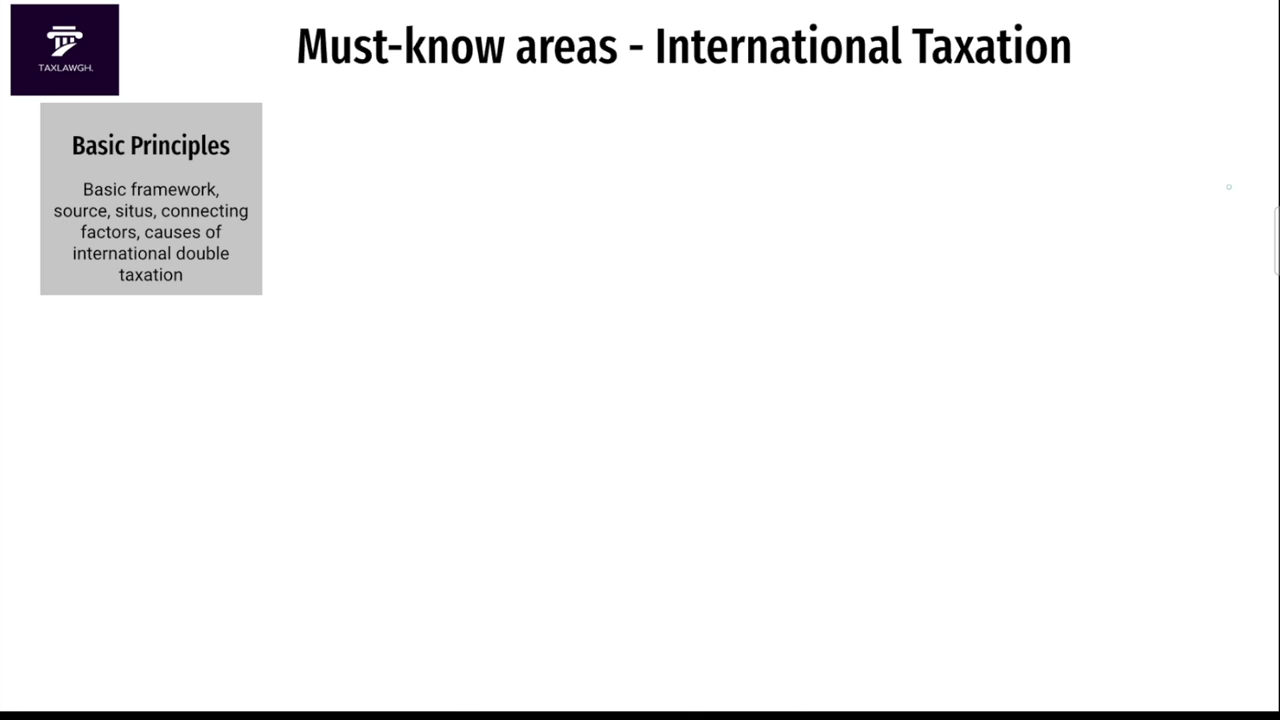 TAXLAWGH.
Must-know areas - International Taxation
Basic Principles
Basic framework,
source, situs, connecting
factors, causes of
international double
taxation